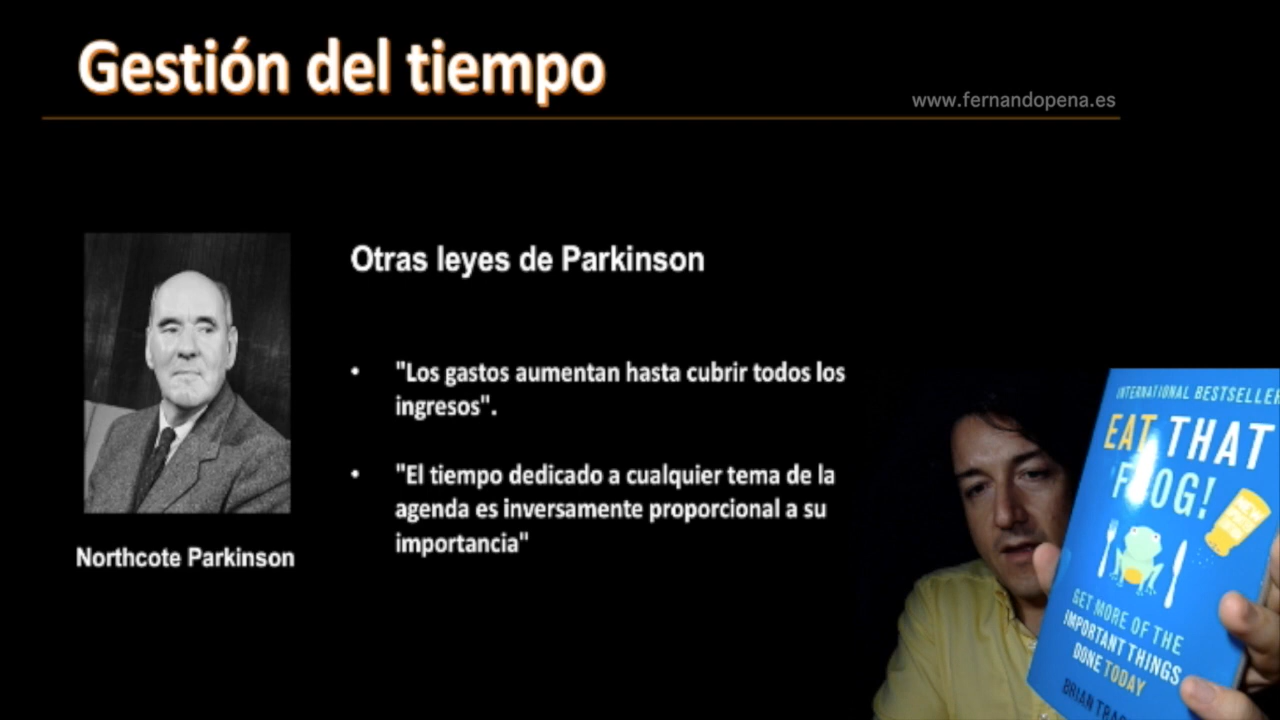 Gestión del tiempo
www.fernandopena.es
Otras leyes de Parkinson
• "Los gastos aumentan hasta cubrir todos los
ingresos".
• "El tiempo dedicado a cualquier tema de la
agenda es inversamente proporcional a su
importancia"
Northcote Parkinson
INTERNATIONAL BESTSELLER
EAT THAT
FROG!
GET MORE OF THE
IMPORTANT THINGS
DONE TODAY
BRIAN